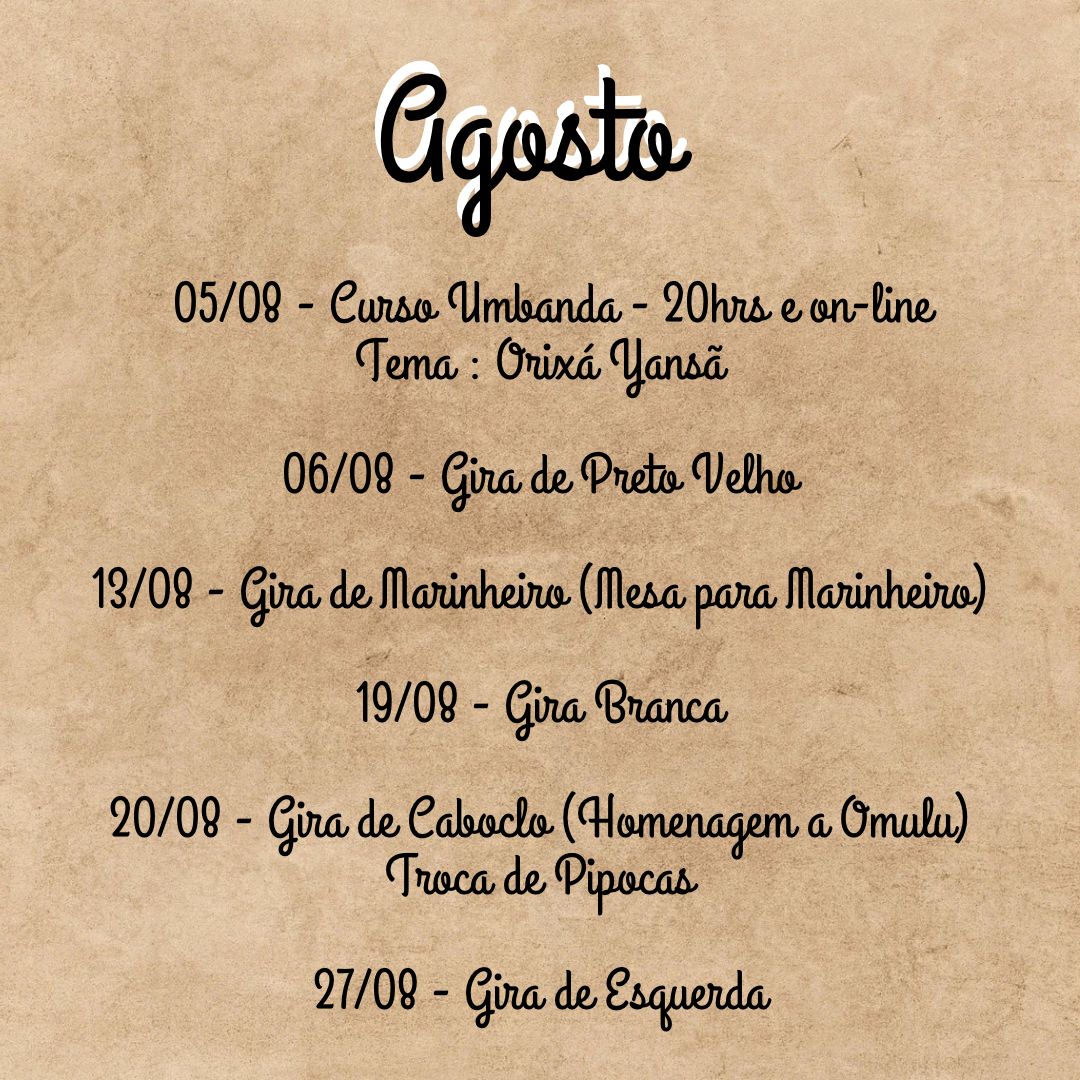 Agosto
05/08 - Curso Umbanda - 20hrs e on-line
Tema : Orixá Yansã
06/08 - Gira de Preto Velho
13/08 - Gira de Marinheiro (Mesa para Marinheiro)
19/08 - Gira Branca
20/08 - Gira de Caboclo (Homenagem a Omulu)
Troca de Pipocas
27/08 - Gira de Esquerda